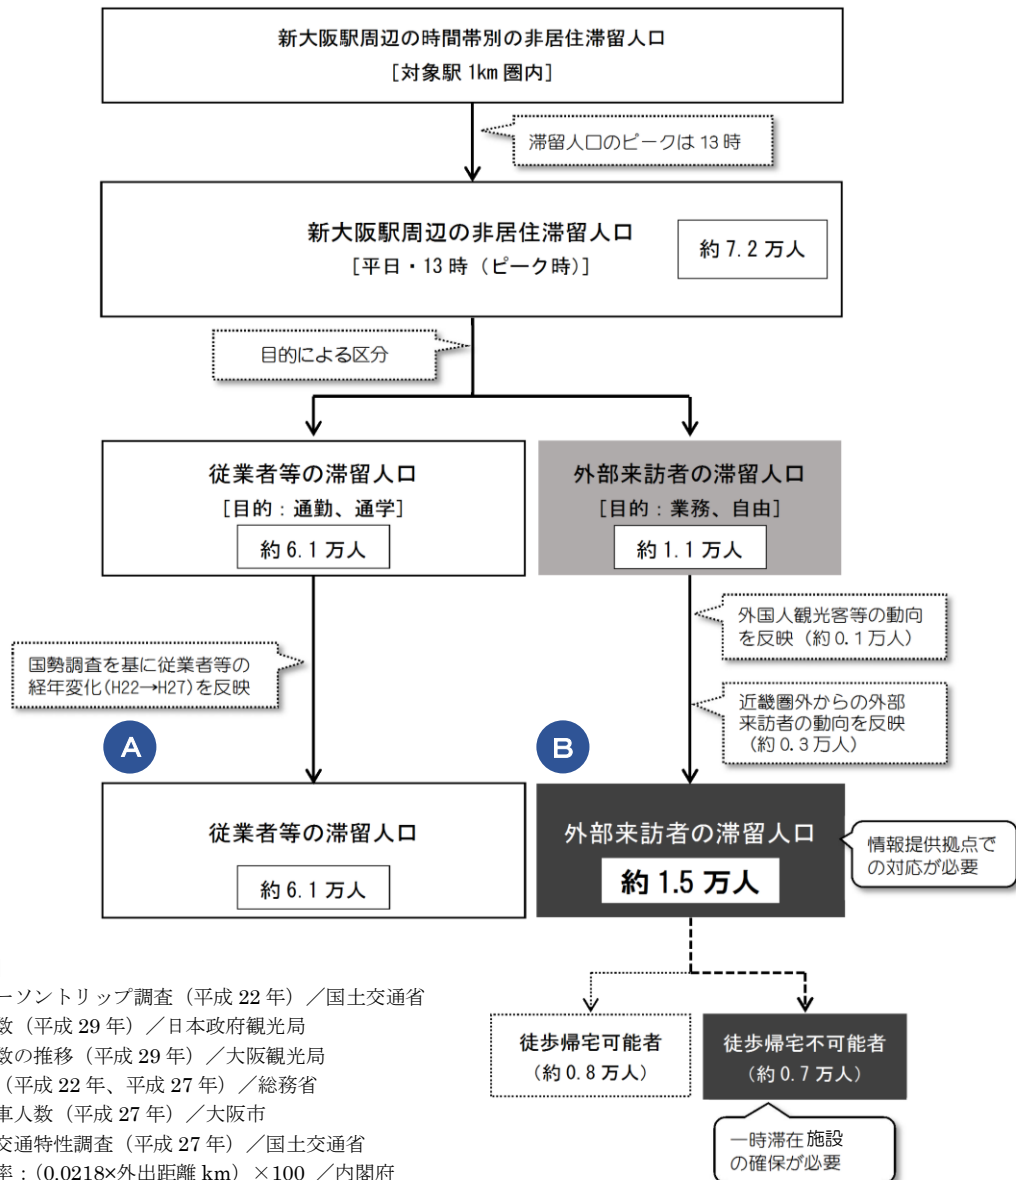 新大阪駅周辺の時間帯別の非居住滞留人口
［対象駅 1km 圏内］
滞留人口のピークは 13 時
新大阪駅周辺の非居住滞留人口
［平日・13 時（ピーク時）］
約 7.2 万人
目的による区分
従業者等の滞留人口
［目的：通勤、通学］
約 6.1 万人
外部来訪者の滞留人口
［目的：業務、自由］
約 1.1 万人
外国人観光客等の動向
を反映（約 0.1 万人）
国勢調査を基に従業者等の
経年変化(H22→H27)を反映
近畿圏外からの外部
来訪者の動向を反映
（約 0.3 万人）
A
B
従業者等の滞留人口
約 6.1 万人
外部来訪者の滞留人口
約 1.5 万人
情報提供拠点で
の対応が必要
ーソントリップ調査（平成 22 年）／国土交通省
数（平成 29 年）／日本政府観光局
数の推移（平成 29 年）／大阪観光局
（平成 22 年、平成 27 年）／総務省
車人数（平成 27 年）／大阪市
交通特性調査（平成 27 年）／国土交通省
率：(0.0218×外出距離 km）×100 ／内閣府
徒歩帰宅可能者
（約 0.8 万人）
徒歩帰宅不可能者
（約 0.7 万人）
一時滞在施設
の確保が必要